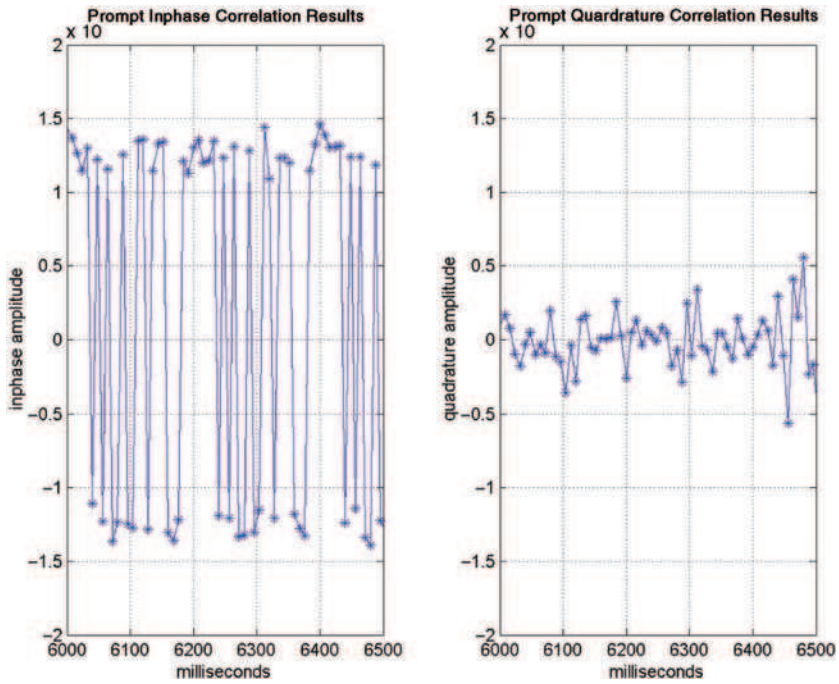 Prompt Inphase Correlation Results
x 10
2
1.5
1
0.5
0
−0.5
−1
−1.5
−2
inphase amplitude
6000 6100 6200 6300 6400 6500
milliseconds
Prompt Quardrature Correlation Results
x 10
2
1.5
1
0.5
0
−0.5
−1
−1.5
−2
quadrature amplitude
6000 6100 6200 6300 6400 6500
milliseconds